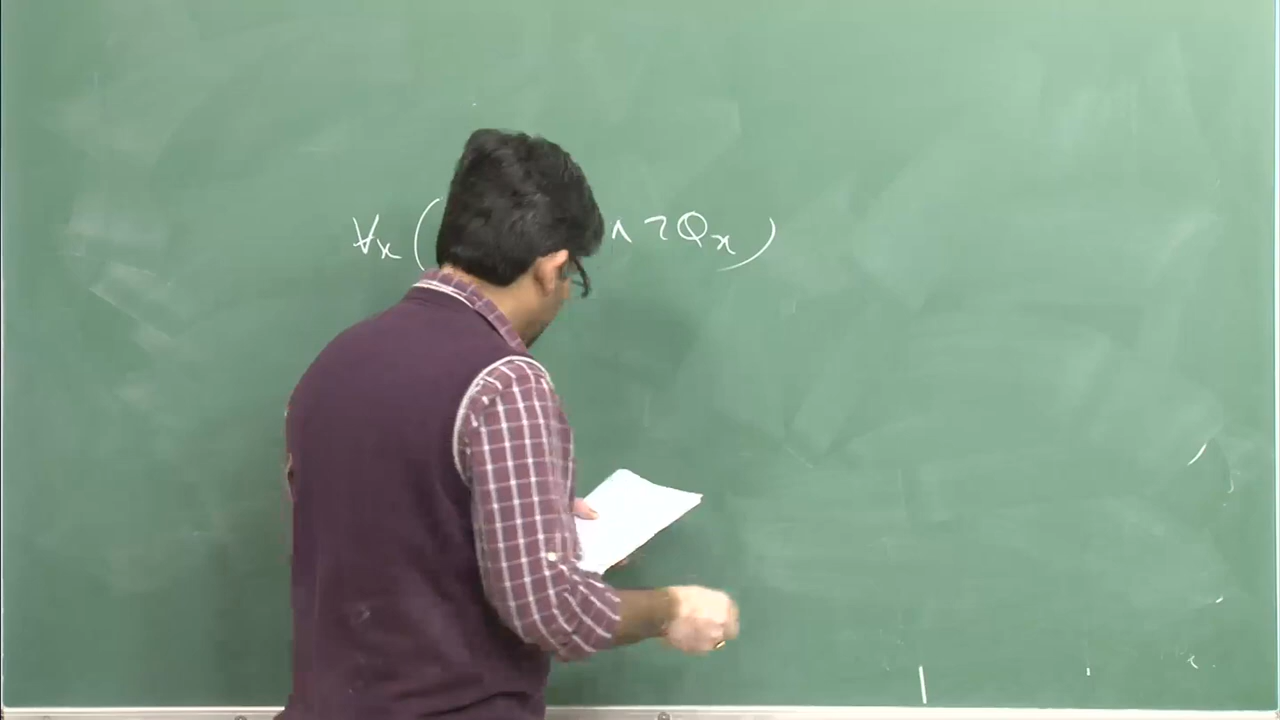 ∀x ( ∧ ¬Qx )